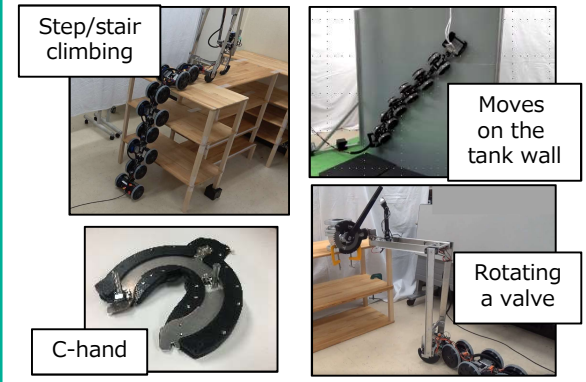 Step/stair
climbing
Moves
on the
tank wall
C-hand
Rotating
a valve